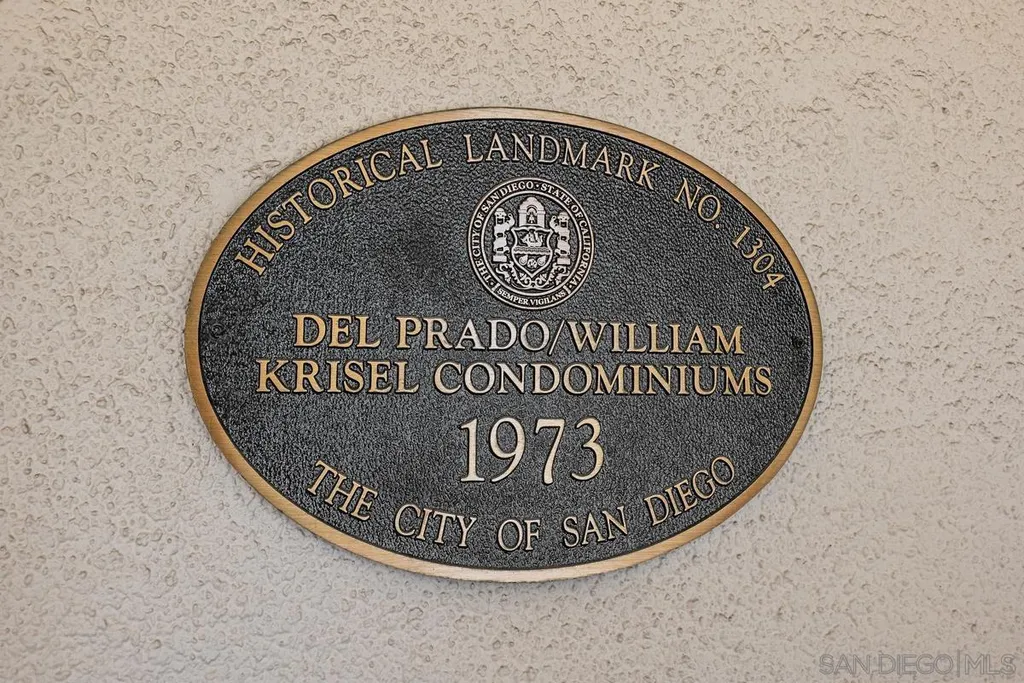 HISTORICAL LANDMARK NO. 1304
THE CITY OF SAN DIEGO · STATE OF CALIFORNIA ·
SEMPER VIGILANS
DEL PRADO/WILLIAM
KRISEL CONDOMINIUMS
1973
THE CITY OF SAN DIEGO
SAN DIEGO|MLS